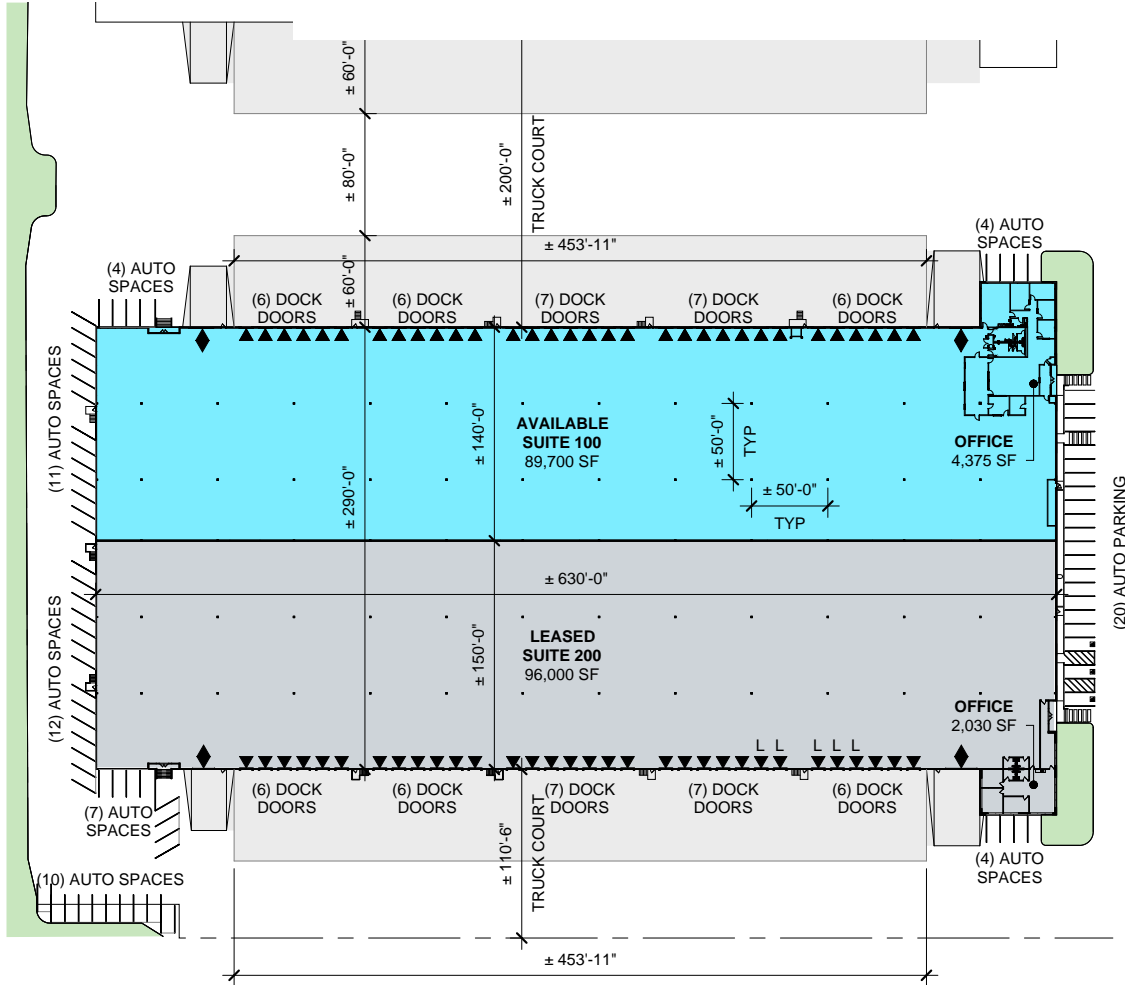 ± 60'-0"
± 80'-0"
± 200'-0"
TRUCK COURT
± 60'-0"
± 453'-11"
(4) AUTO
SPACES
(4) AUTO
SPACES
(6) DOCK
DOORS
(6) DOCK
DOORS
(7) DOCK
DOORS
(7) DOCK
DOORS
(6) DOCK
DOORS
(11) AUTO SPACES
AVAILABLE
SUITE 100
89,700 SF
± 140'-0"
± 290'-0"
± 50'-0"
TYP
± 50'-0"
TYP
OFFICE
4,375 SF
(20) AUTO PARKING
± 630'-0"
(12) AUTO SPACES
± 150'-0"
LEASED
SUITE 200
96,000 SF
OFFICE
2,030 SF
L L L L L
(6) DOCK
DOORS
(6) DOCK
DOORS
(7) DOCK
DOORS
(7) DOCK
DOORS
(6) DOCK
DOORS
(7) AUTO
SPACES
(4) AUTO
SPACES
± 110'-6"
TRUCK COURT
(10) AUTO SPACES
± 453'-11"